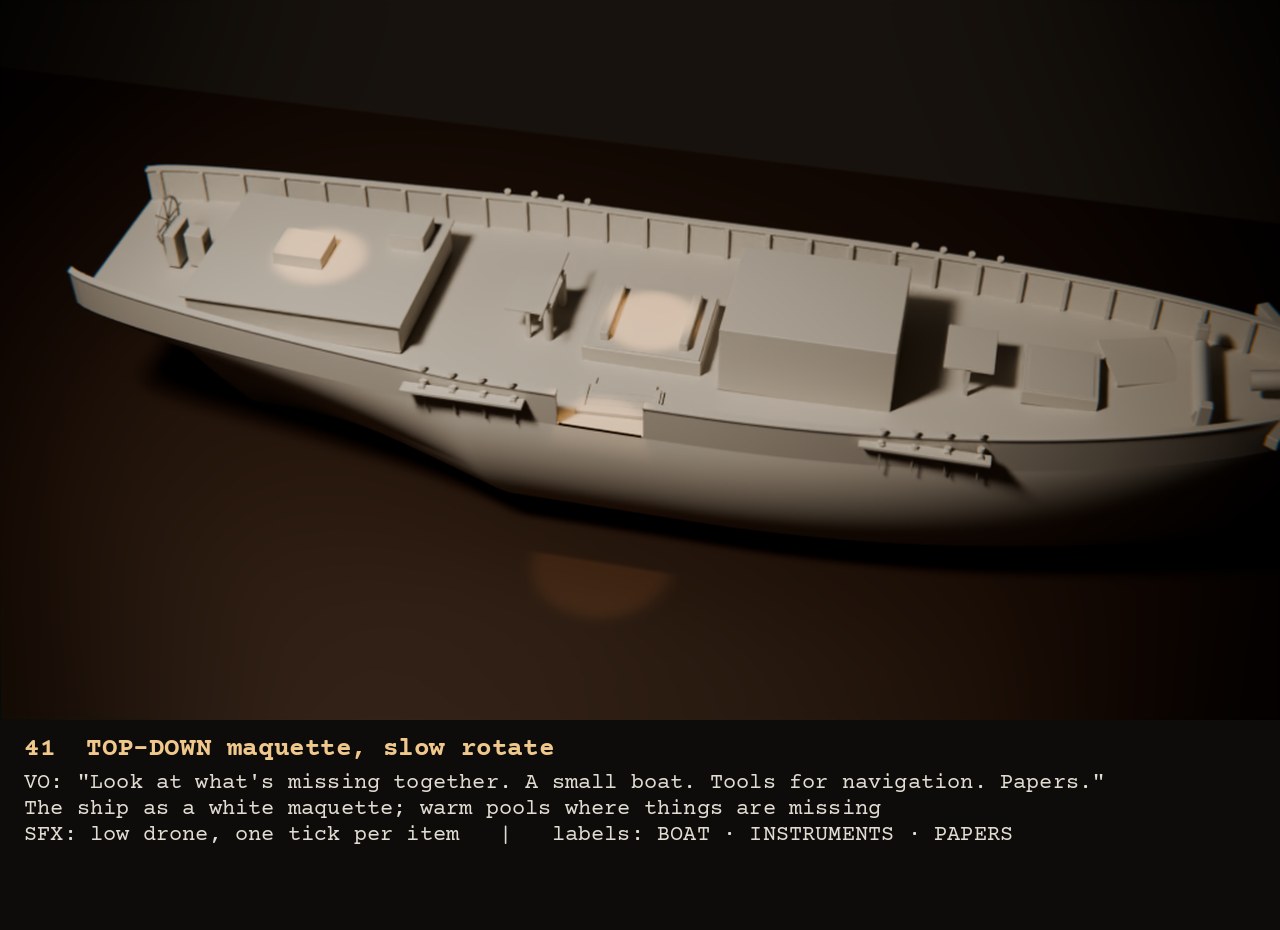 41  TOP-DOWN maquette, slow rotate
VO: "Look at what's missing together. A small boat. Tools for navigation. Papers."
The ship as a white maquette; warm pools where things are missing
SFX: low drone, one tick per item   |   labels: BOAT · INSTRUMENTS · PAPERS